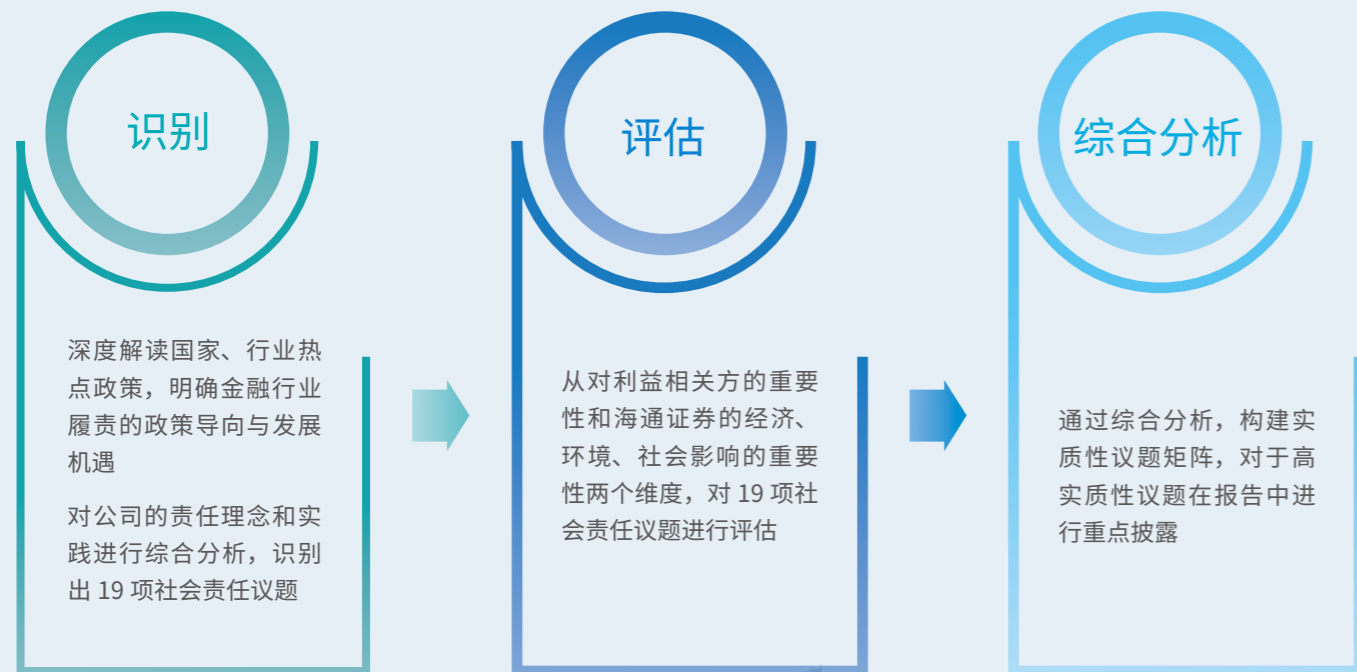 识别
深度解读国家、行业热
点政策，明确金融行业
履责的政策导向与发展
机遇
对公司的责任理念和实
践进行综合分析，识别
出 19 项社会责任议题
评估
从对利益相关方的重要
性和海通证券的经济、
环境、社会影响的重要
性两个维度，对 19 项社
会责任议题进行评估
综合分析
通过综合分析，构建实
质性议题矩阵，对于高
实质性议题在报告中进
行重点披露